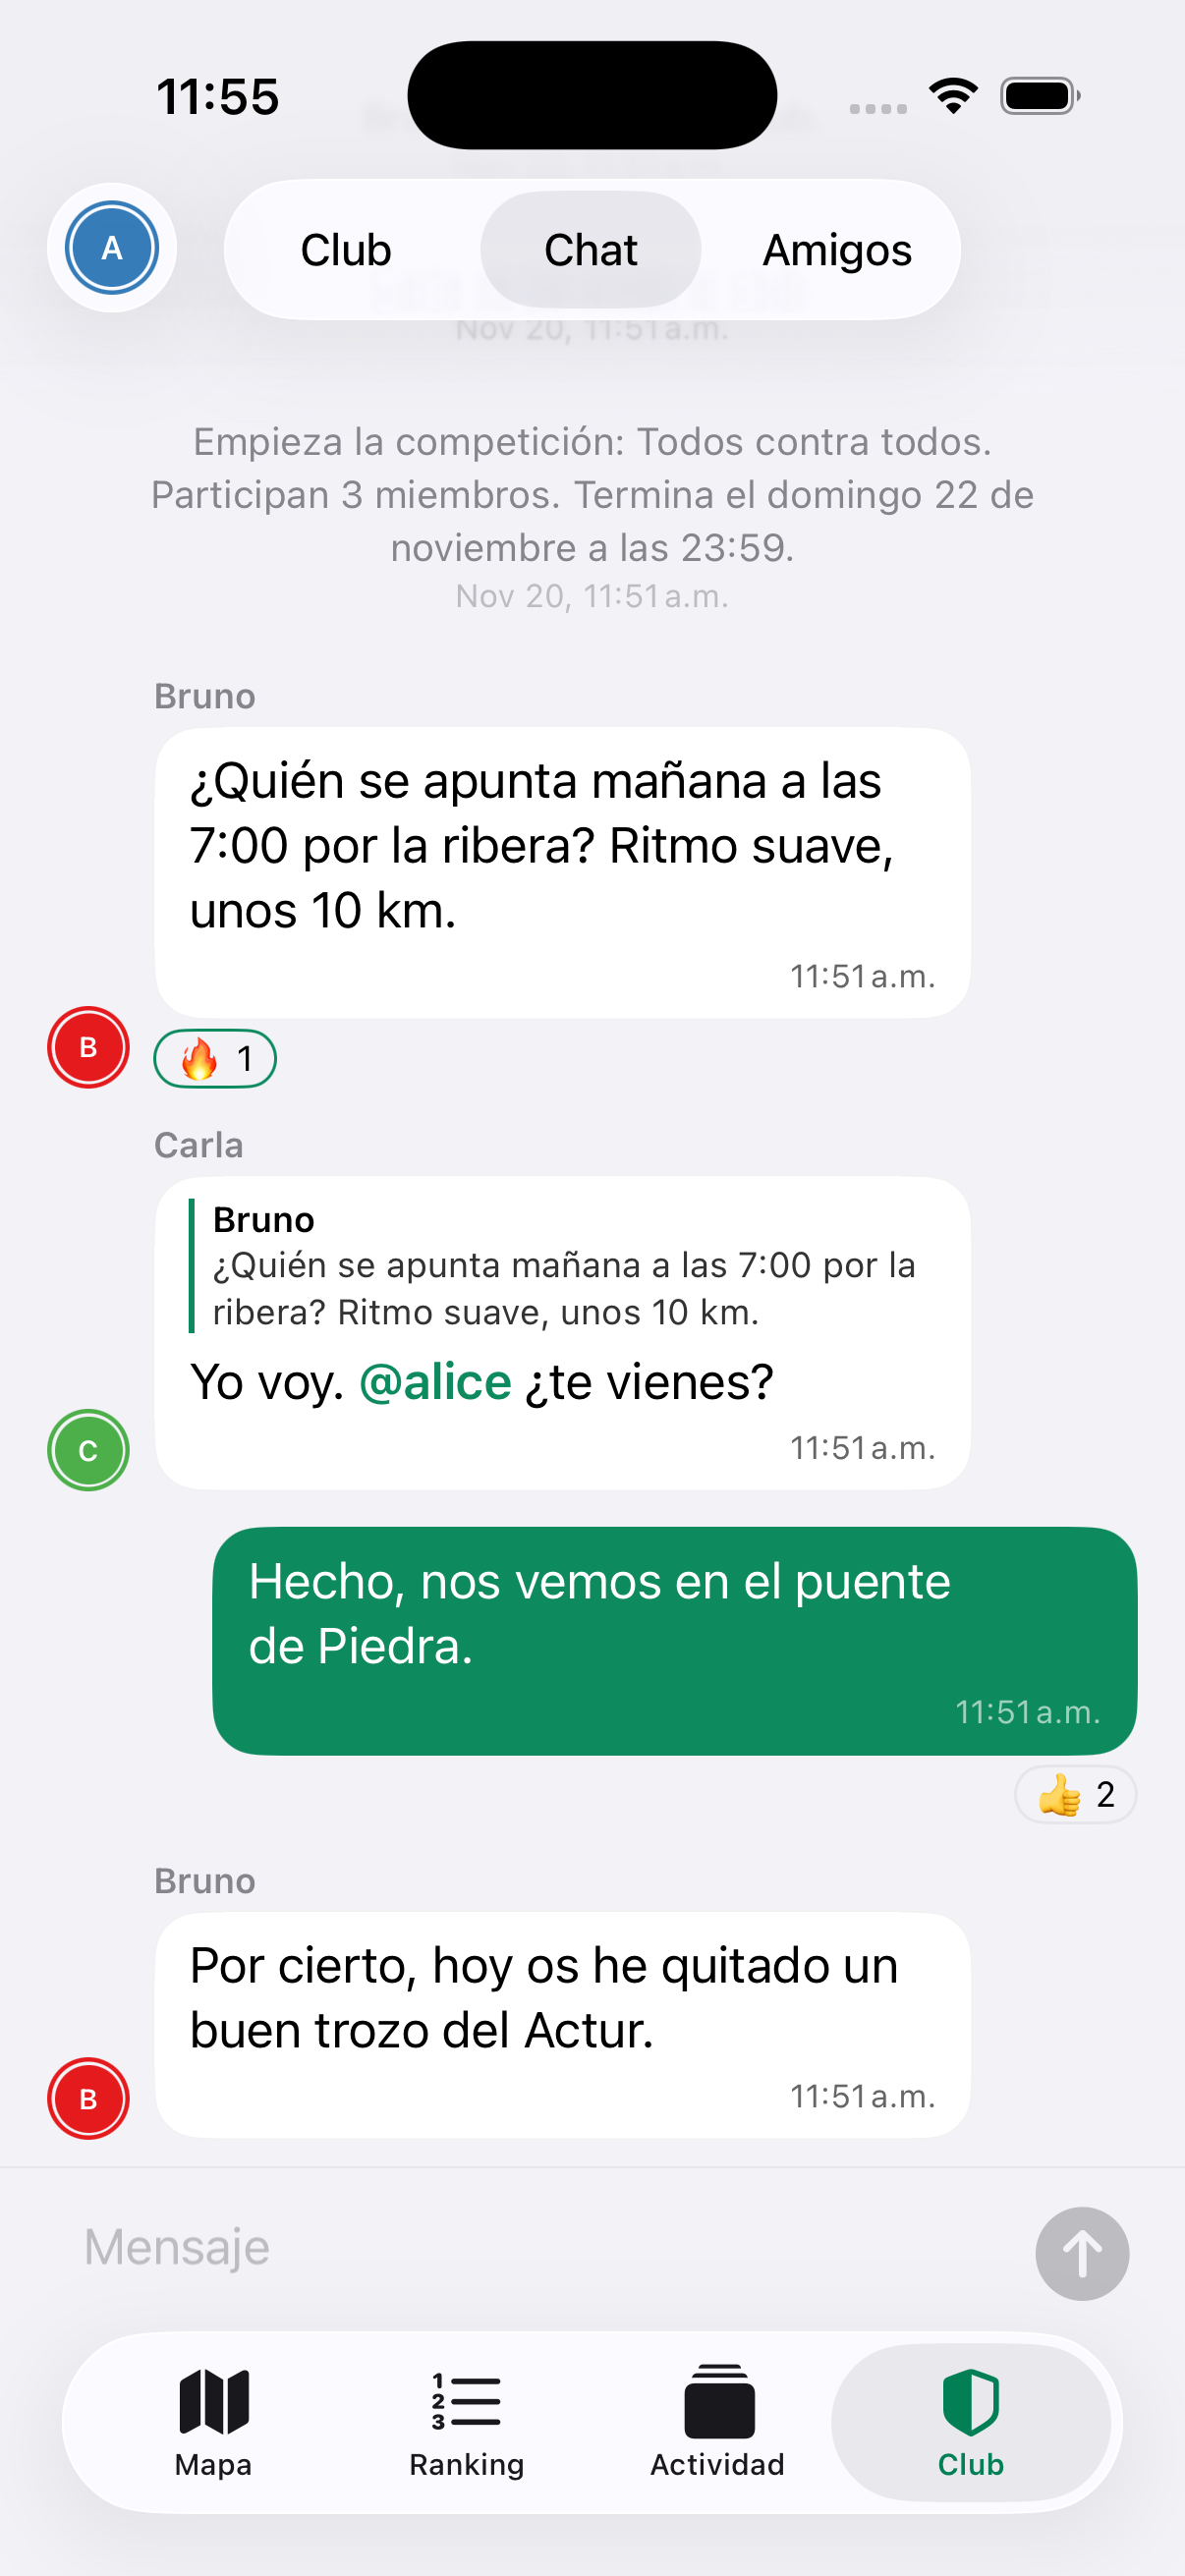 11:55
A
Club
Chat
Amigos
Nov 20, 11:51 a.m.
Empieza la competición: Todos contra todos.
Participan 3 miembros. Termina el domingo 22 de
noviembre a las 23:59.
Nov 20, 11:51 a.m.
Bruno
¿Quién se apunta mañana a las
7:00 por la ribera? Ritmo suave,
unos 10 km.
11:51 a.m.
B
🔥 1
Carla
Bruno
¿Quién se apunta mañana a las 7:00 por la
ribera? Ritmo suave, unos 10 km.
Yo voy. @alice ¿te vienes?
11:51 a.m.
C
Hecho, nos vemos en el puente
de Piedra.
11:51 a.m.
👍 2
Bruno
Por cierto, hoy os he quitado un
buen trozo del Actur.
11:51 a.m.
B
Mensaje
1
2
3
Mapa
Ranking
Actividad
Club